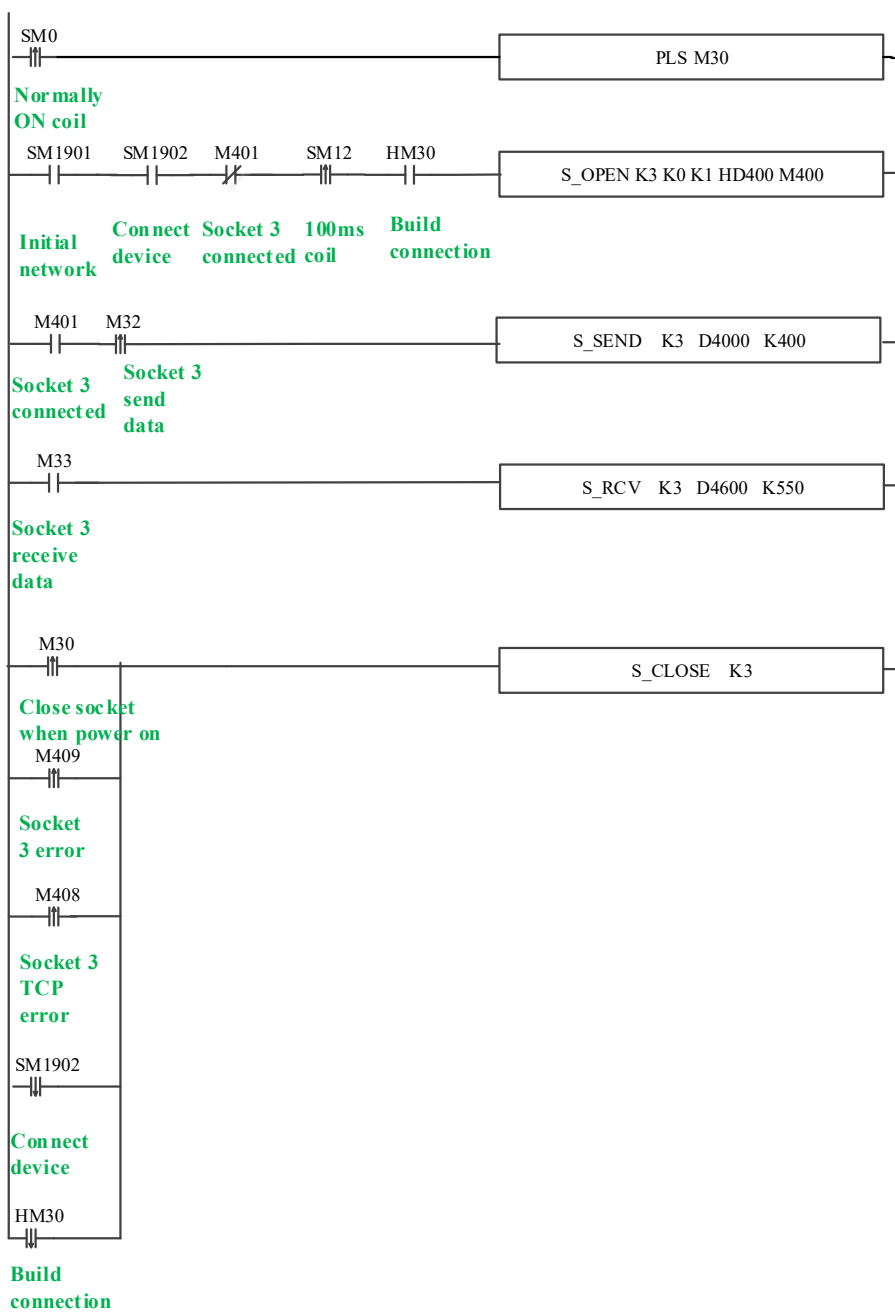 SM0
PLS M30
Normally
ON coil
SM1901 SM1902 M401 SM12 HM30
S_OPEN K3 K0 K1 HD400 M400
Initial
network
Connect
device
Socket 3
connected
100ms
coil
Build
connection
M401 M32
S_SEND K3 D4000 K400
Socket 3
connected
Socket 3
send
data
M33
S_RCV K3 D4600 K550
Socket 3
receive
data
M30
S_CLOSE K3
Close socket
when power on
M409
Socket
3 error
M408
Socket 3
TCP
error
SM1902
Connect
device
HM30
Build
connection